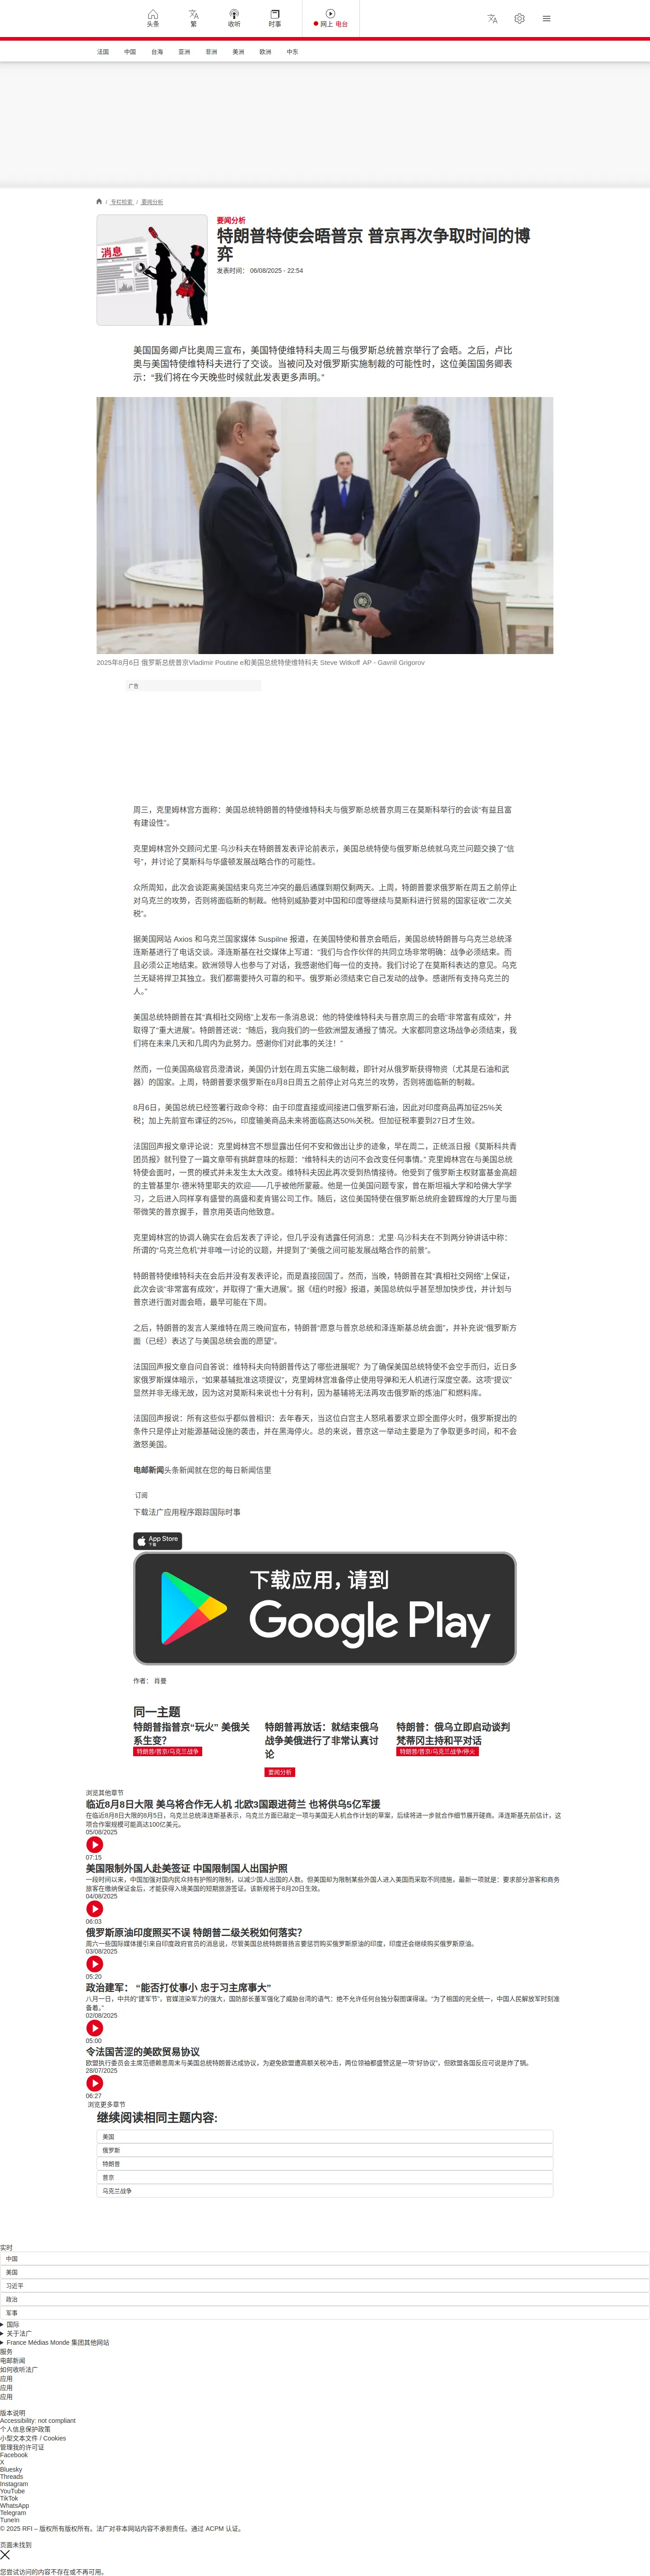 头条
繁
收听
时事
网上 电台
法国 中国 台海 亚洲 非洲 美洲 欧洲 中东
/ 专栏检索 / 要闻分析
消息
要闻分析
特朗普特使会晤普京 普京再次争取时间的博
弈
发表时间： 06/08/2025 - 22:54
美国国务卿卢比奥周三宣布，美国特使维特科夫周三与俄罗斯总统普京举行了会晤。之后，卢比
奥与美国特使维特科夫进行了交谈。当被问及对俄罗斯实施制裁的可能性时，这位美国国务卿表
示：“我们将在今天晚些时候就此发表更多声明。”
2025年8月6日 俄罗斯总统普京Vladimir Poutine e和美国总统特使维特科夫 Steve Witkoff AP - Gavriil Grigorov
广告
周三，克里姆林宫方面称：美国总统特朗普的特使维特科夫与俄罗斯总统普京周三在莫斯科举行的会谈“有益且富
有建设性”。
克里姆林宫外交顾问尤里·乌沙科夫在特朗普发表评论前表示，美国总统特使与俄罗斯总统就乌克兰问题交换了“信
号”，并讨论了莫斯科与华盛顿发展战略合作的可能性。
众所周知，此次会谈距离美国结束乌克兰冲突的最后通牒到期仅剩两天。上周，特朗普要求俄罗斯在周五之前停止
对乌克兰的攻势，否则将面临新的制裁。他特别威胁要对中国和印度等继续与莫斯科进行贸易的国家征收“二次关
税”。
据美国网站 Axios 和乌克兰国家媒体 Suspilne 报道，在美国特使和普京会晤后，美国总统特朗普与乌克兰总统泽
连斯基进行了电话交谈。泽连斯基在社交媒体上写道：“我们与合作伙伴的共同立场非常明确：战争必须结束。而
且必须公正地结束。欧洲领导人也参与了对话，我感谢他们每一位的支持。我们讨论了在莫斯科表达的意见。乌克
兰无疑将捍卫其独立。我们都需要持久可靠的和平。俄罗斯必须结束它自己发动的战争。感谢所有支持乌克兰的
人。”
美国总统特朗普在其“真相社交网络”上发布一条消息说：他的特使维特科夫与普京周三的会晤“非常富有成效”，并
取得了“重大进展”。特朗普还说：“随后，我向我们的一些欧洲盟友通报了情况。大家都同意这场战争必须结束，我
们将在未来几天和几周内为此努力。感谢你们对此事的关注！“
然而，一位美国高级官员澄清说，美国仍计划在周五实施二级制裁，即针对从俄罗斯获得物资（尤其是石油和武
器）的国家。上周，特朗普要求俄罗斯在8月8日周五之前停止对乌克兰的攻势，否则将面临新的制裁。
8月6日，美国总统已经签署行政命令称：由于印度直接或间接进口俄罗斯石油，因此对印度商品再加征25%关
税；加上先前宣布课征的25%，印度输美商品未来将面临高达50%关税。但加征税率要到27日才生效。
法国回声报文章评论说：克里姆林宫不想显露出任何不安和做出让步的迹象，早在周二，正统派日报《莫斯科共青
团员报》就刊登了一篇文章带有挑衅意味的标题：“维特科夫的访问不会改变任何事情。” 克里姆林宫在与美国总统
特使会面时，一贯的模式并未发生太大改变。维特科夫因此再次受到热情接待。他受到了俄罗斯主权财富基金高超
的主管基里尔·德米特里耶夫的欢迎——几乎被他所蒙蔽。他是一位美国问题专家，曾在斯坦福大学和哈佛大学学
习，之后进入同样享有盛誉的高盛和麦肯锡公司工作。随后，这位美国特使在俄罗斯总统府金碧辉煌的大厅里与面
带微笑的普京握手，普京用英语向他致意。
克里姆林宫的协调人确实在会后发表了评论，但几乎没有透露任何消息：尤里·乌沙科夫在不到两分钟讲话中称：
所谓的“乌克兰危机”并非唯一讨论的议题，并提到了“美俄之间可能发展战略合作的前景”。
特朗普特使维特科夫在会后并没有发表评论，而是直接回国了。然而，当晚，特朗普在其“真相社交网络”上保证，
此次会谈“非常富有成效”，并取得了“重大进展”。据《纽约时报》报道，美国总统似乎甚至想加快步伐，并计划与
普京进行面对面会晤，最早可能在下周。
之后，特朗普的发言人莱维特在周三晚间宣布，特朗普“愿意与普京总统和泽连斯基总统会面”，并补充说“俄罗斯方
面（已经）表达了与美国总统会面的愿望”。
法国回声报文章自问自答说：维特科夫向特朗普传达了哪些进展呢？为了确保美国总统特使不会空手而归，近日多
家俄罗斯媒体暗示，“如果基辅批准这项提议”，克里姆林宫准备停止使用导弹和无人机进行深度空袭。这项“提议”
显然并非无缘无故，因为这对莫斯科来说也十分有利，因为基辅将无法再攻击俄罗斯的炼油厂和燃料库。
法国回声报说：所有这些似乎都似曾相识：去年春天，当这位白宫主人怒吼着要求立即全面停火时，俄罗斯提出的
条件只是停止对能源基础设施的袭击，并在黑海停火。总的来说，普京这一举动主要是为了争取更多时间，和不会
激怒美国。
电邮新闻头条新闻就在您的每日新闻信里
订阅
下载法广应用程序跟踪国际时事
App Store
下载
下载应用，请到
Google Play
作者： 肖曼
同一主题
特朗普指普京“玩火” 美俄关
系生变？
特朗普/普京/乌克兰战争
特朗普再放话：就结束俄乌
战争美俄进行了非常认真讨
论
要闻分析
特朗普：俄乌立即启动谈判
梵蒂冈主持和平对话
特朗普/普京/乌克兰战争/停火
浏览其他章节
临近8月8日大限 美乌将合作无人机 北欧3国跟进荷兰 也将供乌5亿军援
在临近8月8日大限的8月5日，乌克兰总统泽连斯基表示，乌克兰方面已敲定一项与美国无人机合作计划的草案，后续将进一步就合作细节展开磋商。泽连斯基先前估计，这
项合作案规模可能高达100亿美元。
05/08/2025
07:15
美国限制外国人赴美签证 中国限制国人出国护照
一段时间以来，中国加强对国内民众持有护照的限制，以减少国人出国的人数。但美国却为限制某些外国人进入美国而采取不同措施，最新一项就是：要求部分游客和商务
旅客在缴纳保证金后，才能获得入境美国的短期旅游签证。该新规将于8月20日生效。
04/08/2025
06:03
俄罗斯原油印度照买不误 特朗普二级关税如何落实？
周六一些国际媒体援引来自印度政府官员的消息说，尽管美国总统特朗普扬言要惩罚购买俄罗斯原油的印度，印度还会继续购买俄罗斯原油。
03/08/2025
05:20
政治建军： “能否打仗事小 忠于习主席事大”
八月一日，中共的“建军节”，官媒渲染军力的强大，国防部长董军强化了威胁台湾的语气：绝不允许任何台独分裂图谋得逞。“为了祖国的完全统一，中国人民解放军时刻准
备着。”
02/08/2025
05:00
令法国苦涩的美欧贸易协议
欧盟执行委员会主席范德赖恩周末与美国总统特朗普达成协议，为避免欧盟遭高额关税冲击，两位领袖都盛赞这是一项“好协议”，但欧盟各国反应可说是炸了锅。
28/07/2025
06:27
浏览更多章节
继续阅读相同主题内容:
美国
俄罗斯
特朗普
普京
乌克兰战争
实时
中国
美国
习近平
政治
军事
国际
关于法广
France Médias Monde 集团其他网站
服务
电邮新闻
如何收听法广
应用
应用
应用
版本说明
Accessibility: not compliant
个人信息保护政策
小型文本文件 / Cookies
管理我的许可证
Facebook
X
Bluesky
Threads
Instagram
YouTube
TikTok
WhatsApp
Telegram
TuneIn
© 2025 RFI – 版权所有版权所有。法广对非本网站内容不承担责任。通过 ACPM 认证。
页面未找到
您尝试访问的内容不存在或不再可用。